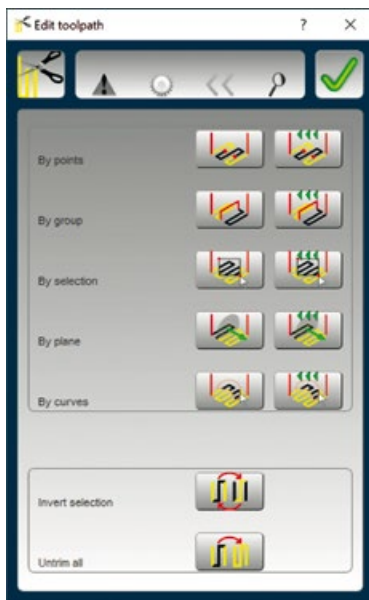 Edit toolpath ?
By points
By group
By selection
By plane
By curves
Invert selection
Untrim all